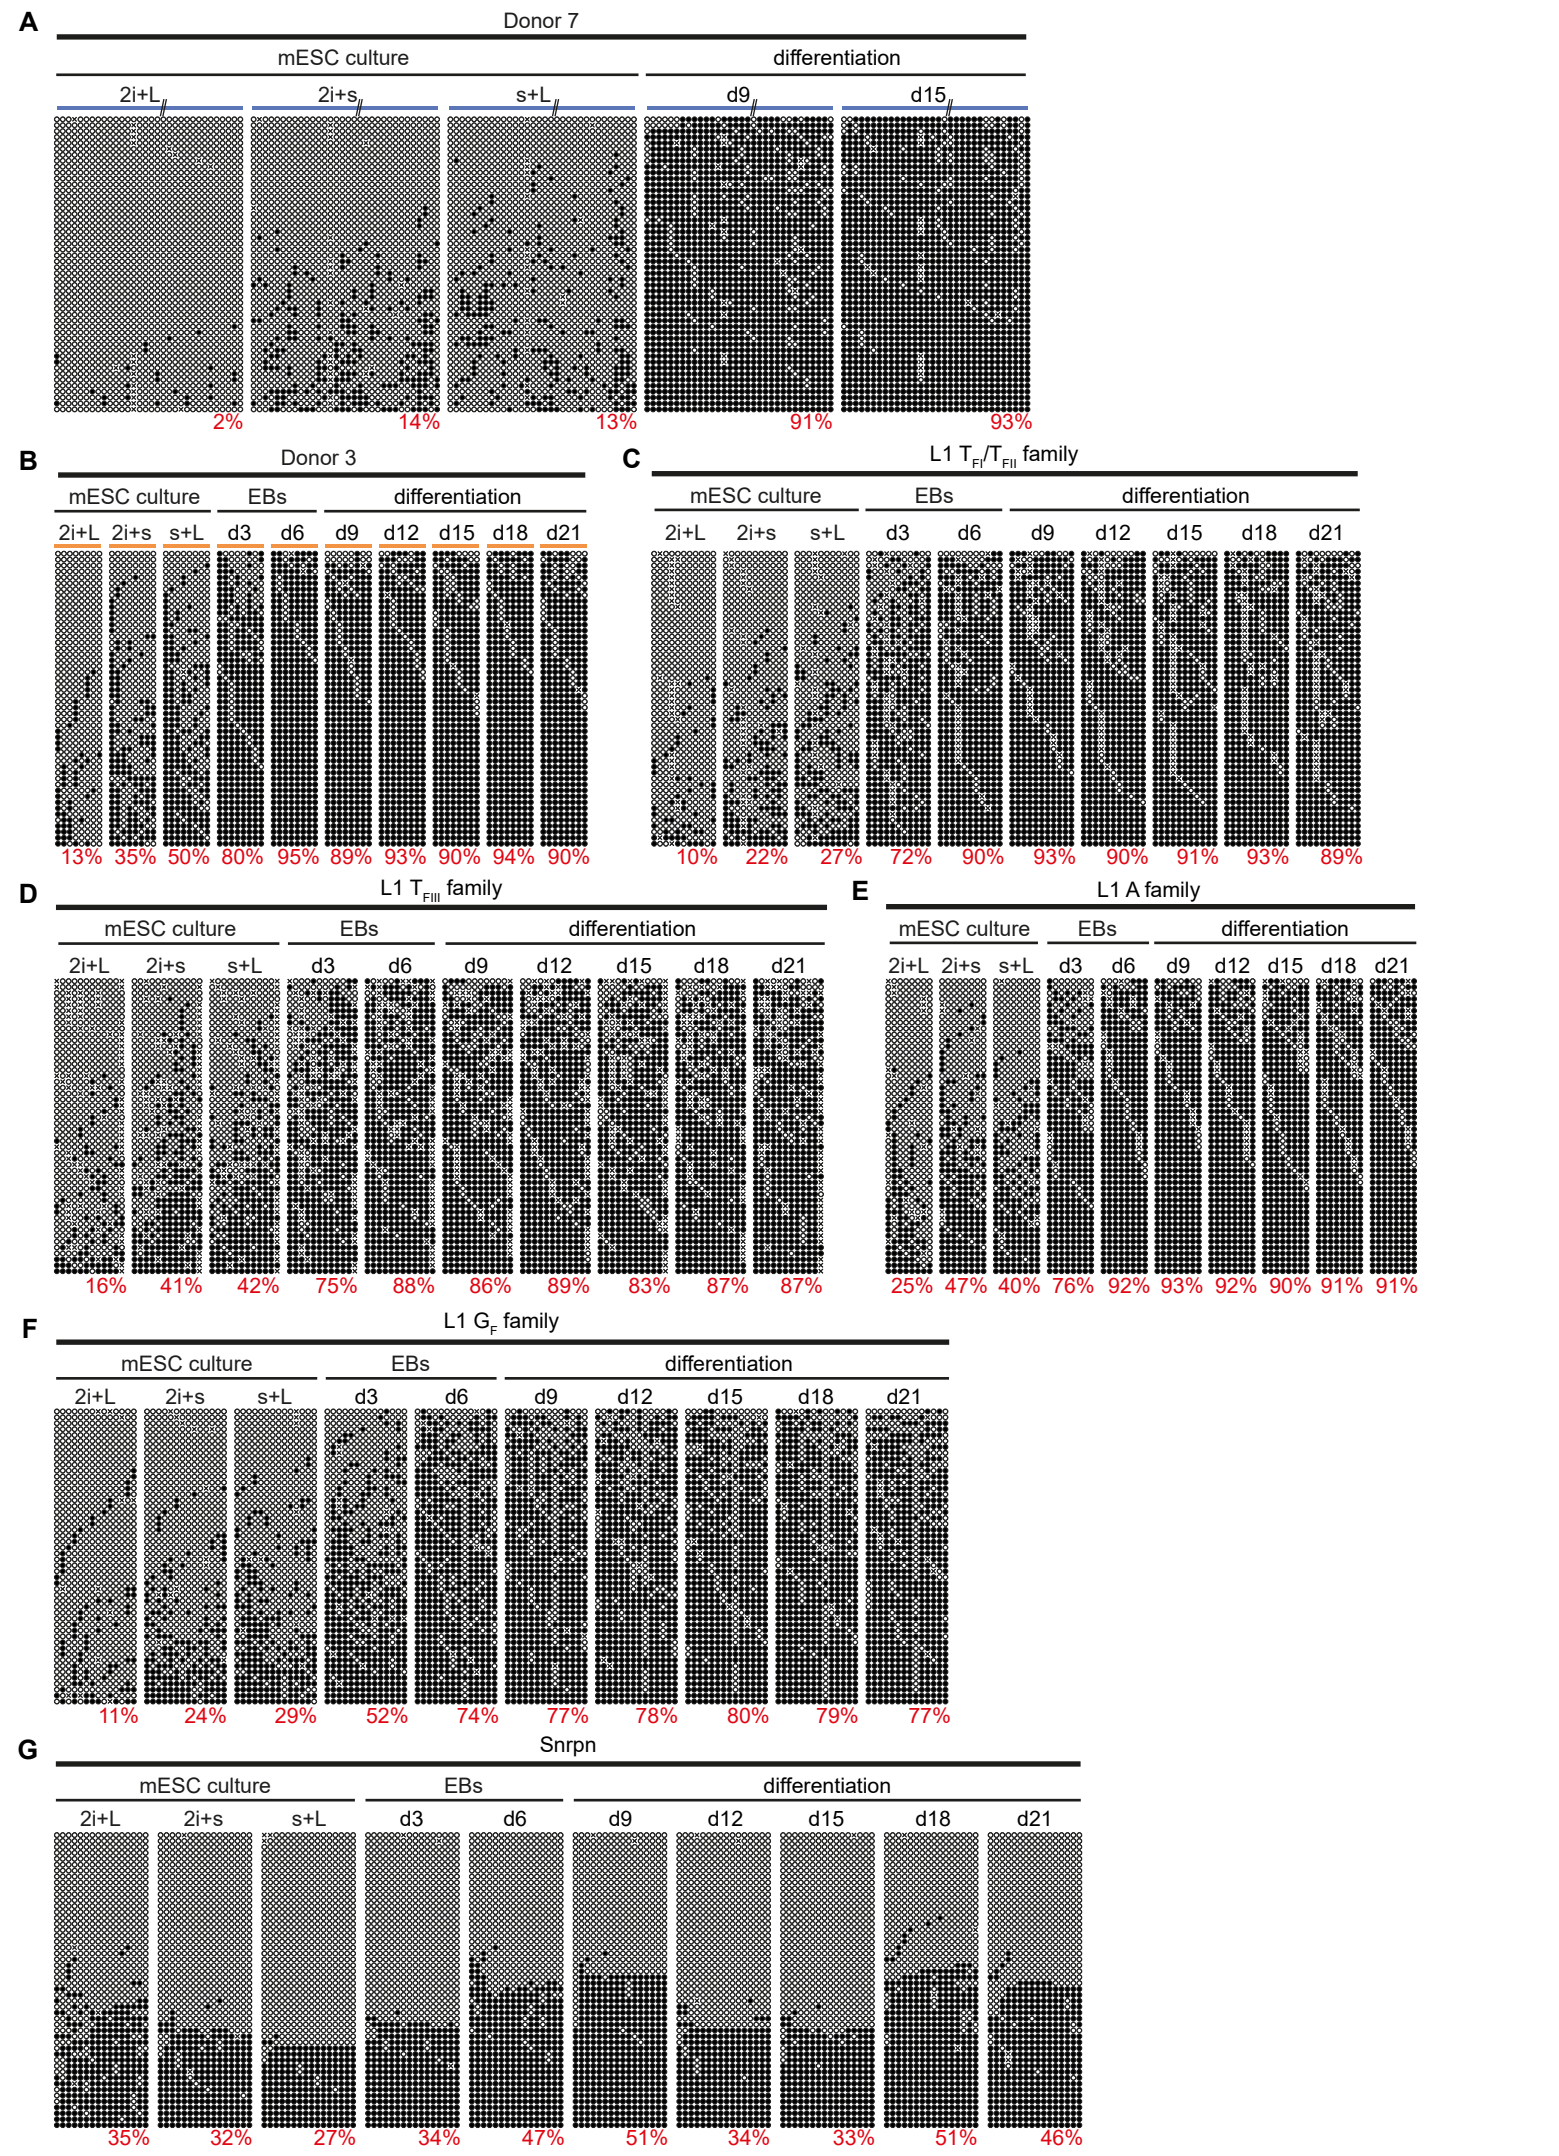 A
Donor 7
mESC culture differentiation
2i+L 2i+s s+L d9 d15
2% 14% 13% 91% 93%
B
Donor 3
mESC culture EBs differentiation
2i+L 2i+s s+L d3 d6 d9 d12 d15 d18 d21
13% 35% 50% 80% 95% 89% 93% 90% 94% 90%
C
L1 TFI/TFII family
mESC culture EBs differentiation
2i+L 2i+s s+L d3 d6 d9 d12 d15 d18 d21
10% 22% 27% 72% 90% 93% 90% 91% 93% 89%
D
L1 TFIII family
mESC culture EBs differentiation
2i+L 2i+s s+L d3 d6 d9 d12 d15 d18 d21
16% 41% 42% 75% 88% 86% 89% 83% 87% 87%
E
L1 A family
mESC culture EBs differentiation
2i+L 2i+s s+L d3 d6 d9 d12 d15 d18 d21
25% 47% 40% 76% 92% 93% 92% 90% 91% 91%
F
L1 GF family
mESC culture EBs differentiation
2i+L 2i+s s+L d3 d6 d9 d12 d15 d18 d21
11% 24% 29% 52% 74% 77% 78% 80% 79% 77%
G
Snrpn
mESC culture EBs differentiation
2i+L 2i+s s+L d3 d6 d9 d12 d15 d18 d21
35% 32% 27% 34% 47% 51% 34% 33% 51% 46%